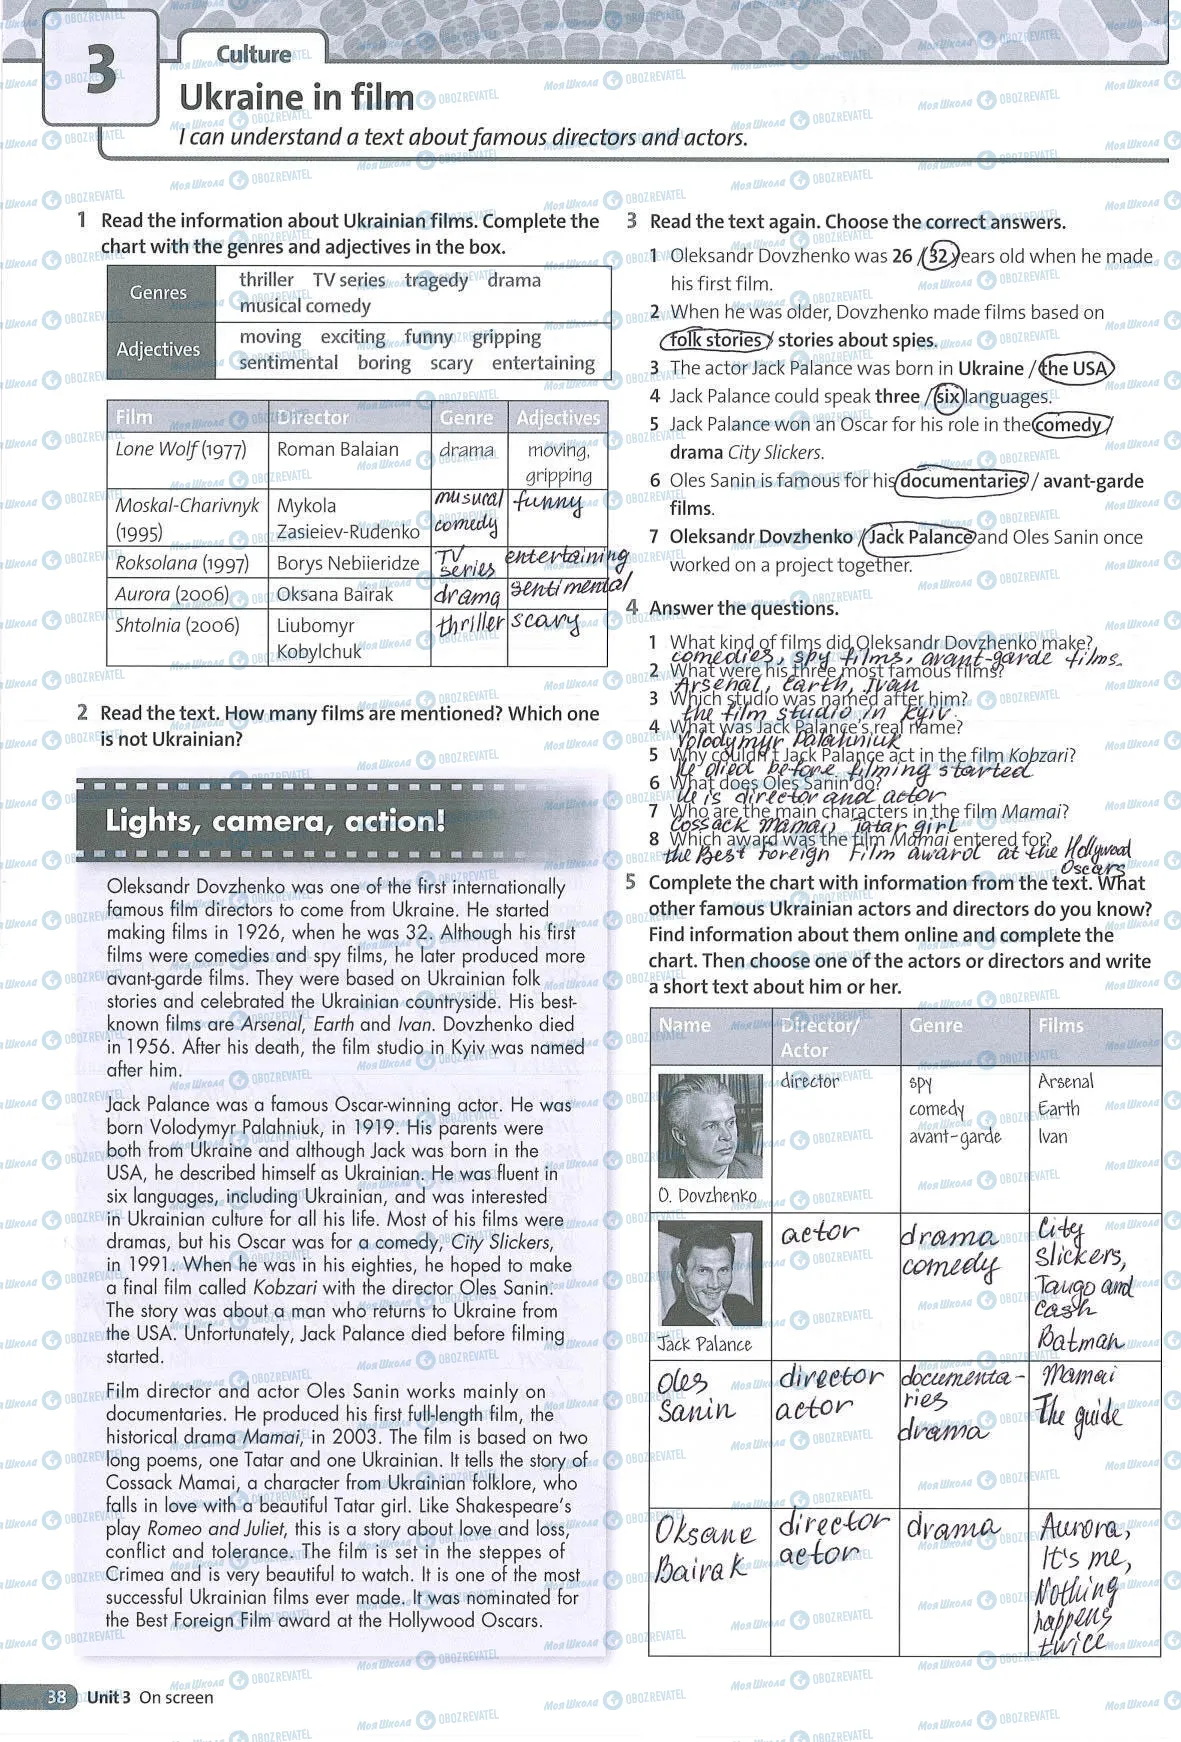 3
Culture
Ukraine in film
I can understand a text about famous directors and actors.
1 Read the information about Ukrainian films. Complete the
chart with the genres and adjectives in the box.
Genres
thriller TV series tragedy drama
musical comedy
Adjectives
moving exciting funny gripping
sentimental boring scary entertaining
Film Director Genre Adjectives
Lone Wolf (1977) Roman Balaian drama moving,
gripping
Moskal-Charivnyk Mykola musural funny
(1995) Zasieiev-Rudenko comedy
Roksolana (1997) Borys Nebiieridze TV series entertaining
Aurora (2006) Oksana Bairak drama sentimental
Shtolnia (2006) Liubomyr thriller scary
Kobylchuk
2 Read the text. How many films are mentioned? Which one
is not Ukrainian?
Lights, camera, action!
Oleksandr Dovzhenko was one of the first internationally
famous film directors to come from Ukraine. He started
making films in 1926, when he was 32. Although his first
films were comedies and spy films, he later produced more
avant-garde films. They were based on Ukrainian folk
stories and celebrated the Ukrainian countryside. His best-
known films are Arsenal, Earth and Ivan. Dovzhenko died
in 1956. After his death, the film studio in Kyiv was named
after him.
Jack Palance was a famous Oscar-winning actor. He was
born Volodymyr Palahniuk, in 1919. His parents were
both from Ukraine and although Jack was born in the
USA, he described himself as Ukrainian. He was fluent in
six languages, including Ukrainian, and was interested
in Ukrainian culture for all his life. Most of his films were
dramas, but his Oscar was for a comedy, City Slickers,
in 1991. When he was in his eighties, he hoped to make
a final film called Kobzari with the director Oles Sanin.
The story was about a man who returns to Ukraine from
the USA. Unfortunately, Jack Palance died before filming
started.
Film director and actor Oles Sanin works mainly on
documentaries. He produced his first full-length film, the
historical drama Mamai, in 2003. The film is based on two
long poems, one Tatar and one Ukrainian. It tells the story of
Cossack Mamai, a character from Ukrainian folklore, who
falls in love with a beautiful Tatar girl. Like Shakespeare's
play Romeo and Juliet, this is a story about love and loss,
conflict and tolerance. The film is set in the steppes of
Crimea and is very beautiful to watch. It is one of the most
successful Ukrainian films ever made. It was nominated for
the Best Foreign Film award at the Hollywood Oscars.
3 Read the text again. Choose the correct answers.
1 Oleksandr Dovzhenko was 26 / 32 years old when he made
his first film.
2 When he was older, Dovzhenko made films based on
folk stories / stories about spies.
3 The actor Jack Palance was born in Ukraine / the USA
4 Jack Palance could speak three / six languages.
5 Jack Palance won an Oscar for his role in the comedy /
drama City Slickers.
6 Oles Sanin is famous for his documentaries / avant-garde
films.
7 Oleksandr Dovzhenko / Jack Palance and Oles Sanin once
worked on a project together.
4 Answer the questions.
1 What kind of films did Oleksandr Dovzhenko make?
comedies, spy films, avant-garde films.
2 What were his three most famous films?
Arsenal, Earth, Ivan
3 Which studio was named after him?
the film studio in Kyiv.
4 What was Jack Palance's real name?
Volodymyr Palahniuk
5 Why couldn't Jack Palance act in the film Kobzari?
He died before filming started
6 What does Oles Sanin do?
He is director and actor
7 Who are the main characters in the film Mamai?
Cossack Mamai, Tatar girl
8 Which award was the film Mamai entered for?
the Best Foreign Film award at the Hollywood
Oscars
5 Complete the chart with information from the text. What
other famous Ukrainian actors and directors do you know?
Find information about them online and complete the
chart. Then choose one of the actors or directors and write
a short text about him or her.
Name Director/ Genre Films
Actor
director spy Arsenal
comedy Earth
avant-garde Ivan
O. Dovzhenko
actor drama City
comedy slickers,
Tango and
Cash
Batman
Jack Palance
Oles director documenta- Mamai
Sanin actor ries The guide
drama
Oksane director drama Aurora,
Bairak actor It's me,
Nothing
happens
twice
38 Unit 3 On screen
Моя Школа OBOZREVATEL